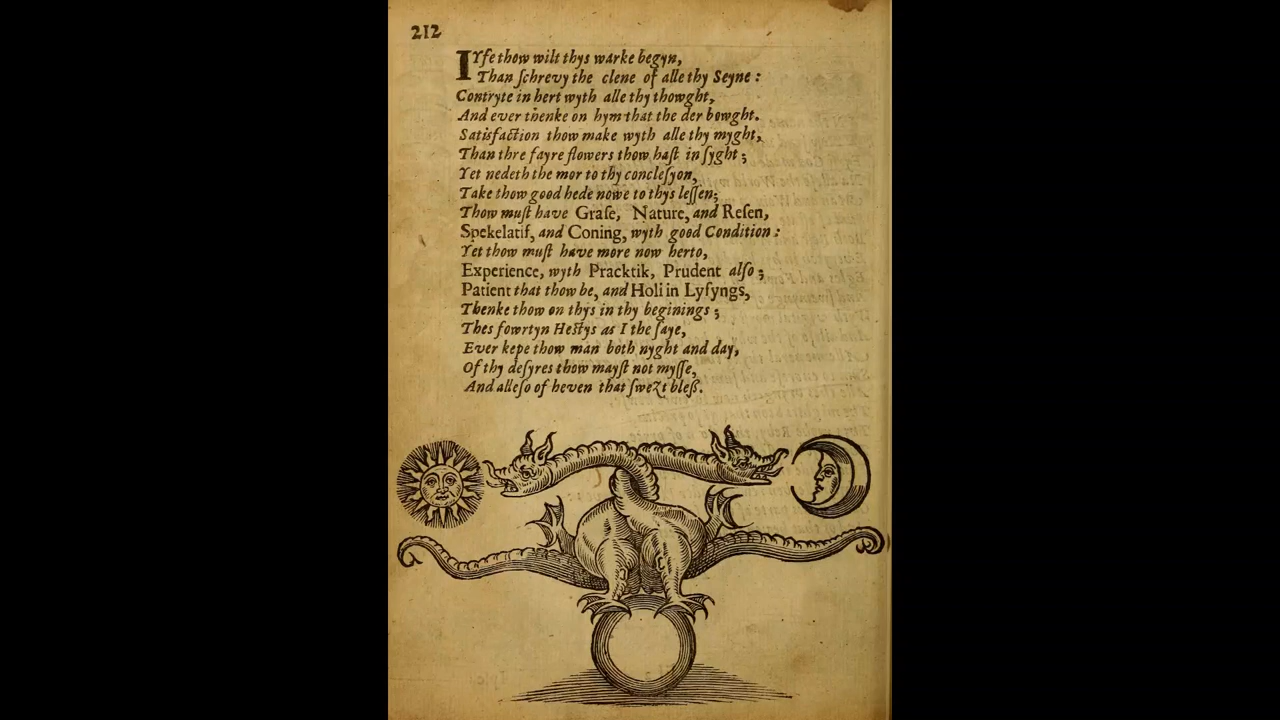 212
IYfe thow wilt thys warke begyn,
Than ſchrevy the clene of alle thy Seyne :
Contryte in hert wyth alle thy thowght,
And ever thenke on hym that the der bowght.
Satisfaction thow make wyth alle thy myght,
Than thre fayre flowers thow haſt in ſyght ;
Yet nedeth the mor to thy concleſyon,
Take thow good hede nowe to thys leſſen;
Thow muſt have Graſe, Nature, and Reſen,
Spekelatif, and Coning, wyth good Condition :
Yet thow muſt have more now herto,
Experience, wyth Pracktik, Prudent alſo ;
Patient that thow be, and Holi in Lyfyngs,
Thenke thow on thys in thy beginings ;
Thes fowrtyn Heſtys as I the ſaye,
Ever kepe thow man both nyght and day,
Of thy deſyres thow mayſt not myſſe,
And alleſo of heven that ſwezt bleß.